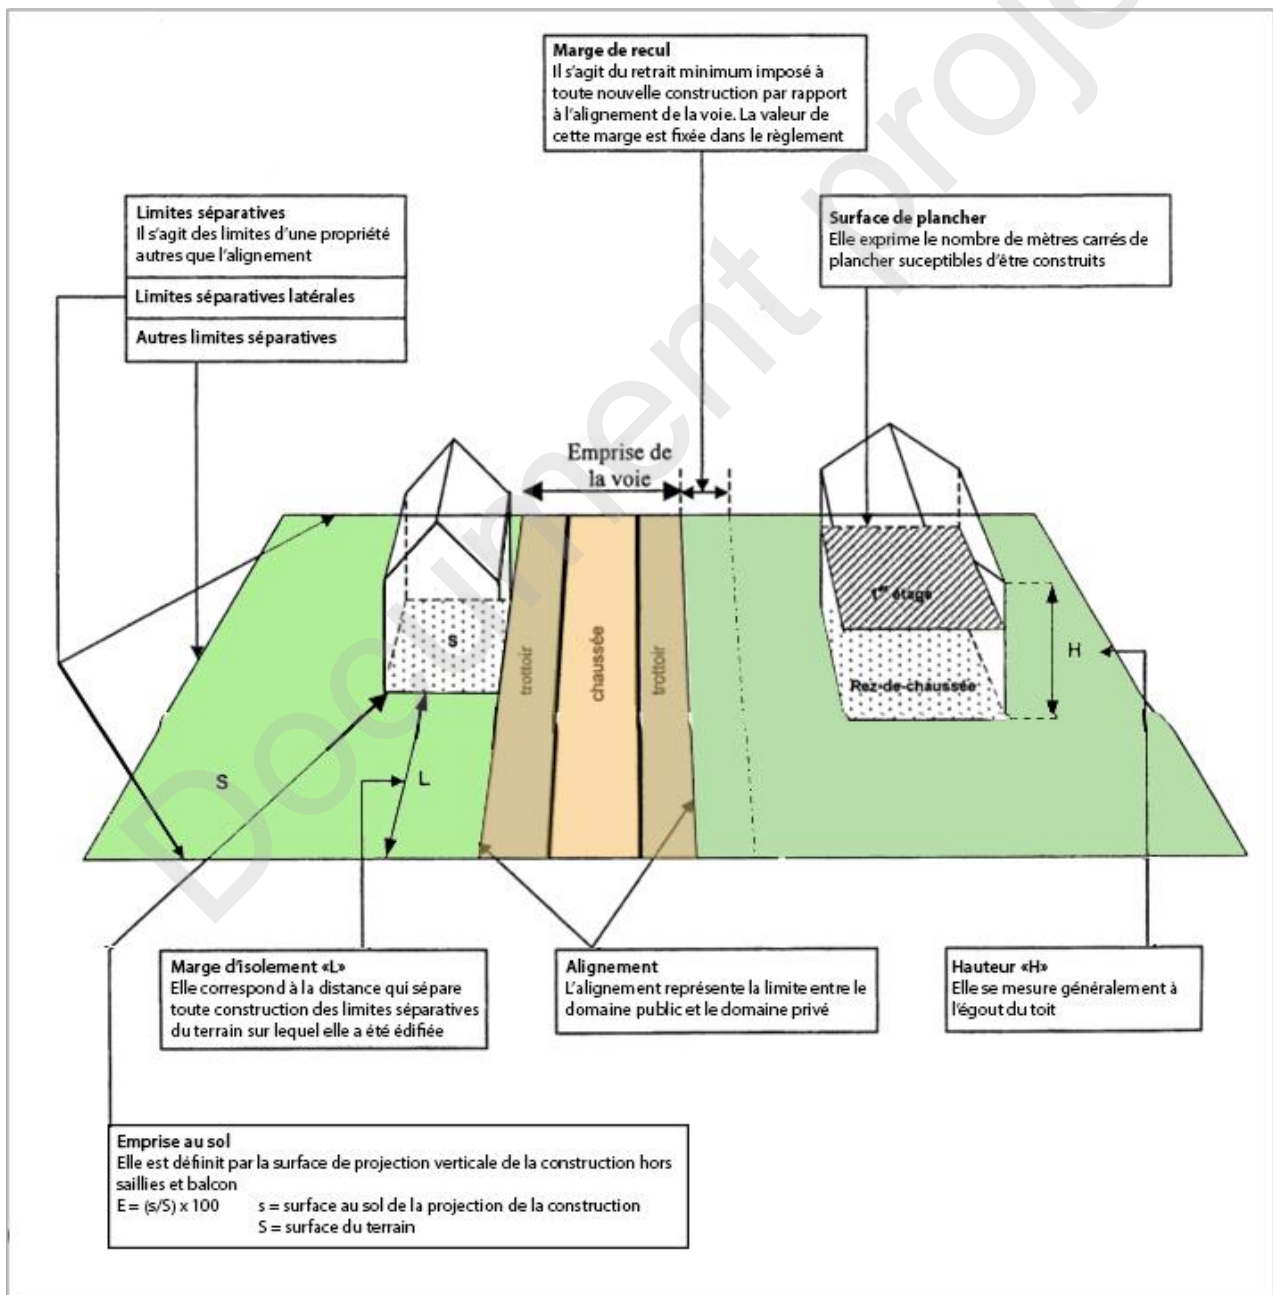 Marge de recul
Il s'agit du retrait minimum imposé à
toute nouvelle construction par rapport
à l'alignement de la voie. La valeur de
cette marge est fixée dans le règlement
Limites séparatives
Il s'agit des limites d'une propriété
autres que l'alignement
Limites séparatives latérales
Autres limites séparatives
Surface de plancher
Elle exprime le nombre de mètres carrés de
plancher suceptibles d'être construits
Emprise de
la voie
1er étage
Rez-de-chaussée
H
s
trottoir
chaussée
trottoir
S
L
Marge d'isolement «L»
Elle correspond à la distance qui sépare
toute construction des limites séparatives
du terrain sur lequel elle a été édifiée
Alignement
L'alignement représente la limite entre le
domaine public et le domaine privé
Hauteur «H»
Elle se mesure généralement à
l'égout du toit
Emprise au sol
Elle est défiinit par la surface de projection verticale de la construction hors
saillies et balcon
E = (s/S) x 100 s = surface au sol de la projection de la construction
S = surface du terrain
Document proje